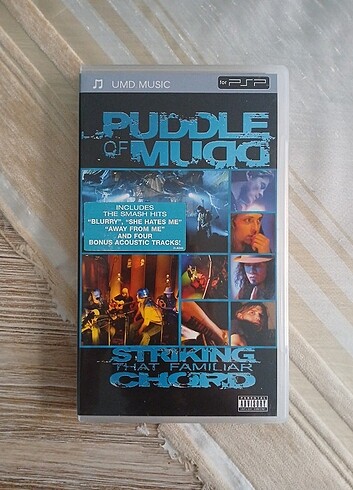 UMD MUSIC
for PSP
PUDDLE
OF MUDD
INCLUDES
THE SMASH HITS
"BLURRY", "SHE HATES ME"
"AWAY FROM ME"
AND FOUR
BONUS ACOUSTIC TRACKS!
STRIKING
THAT FAMILIAR
CHORD
PARENTAL
ADVISORY
EXPLICIT CONTENT